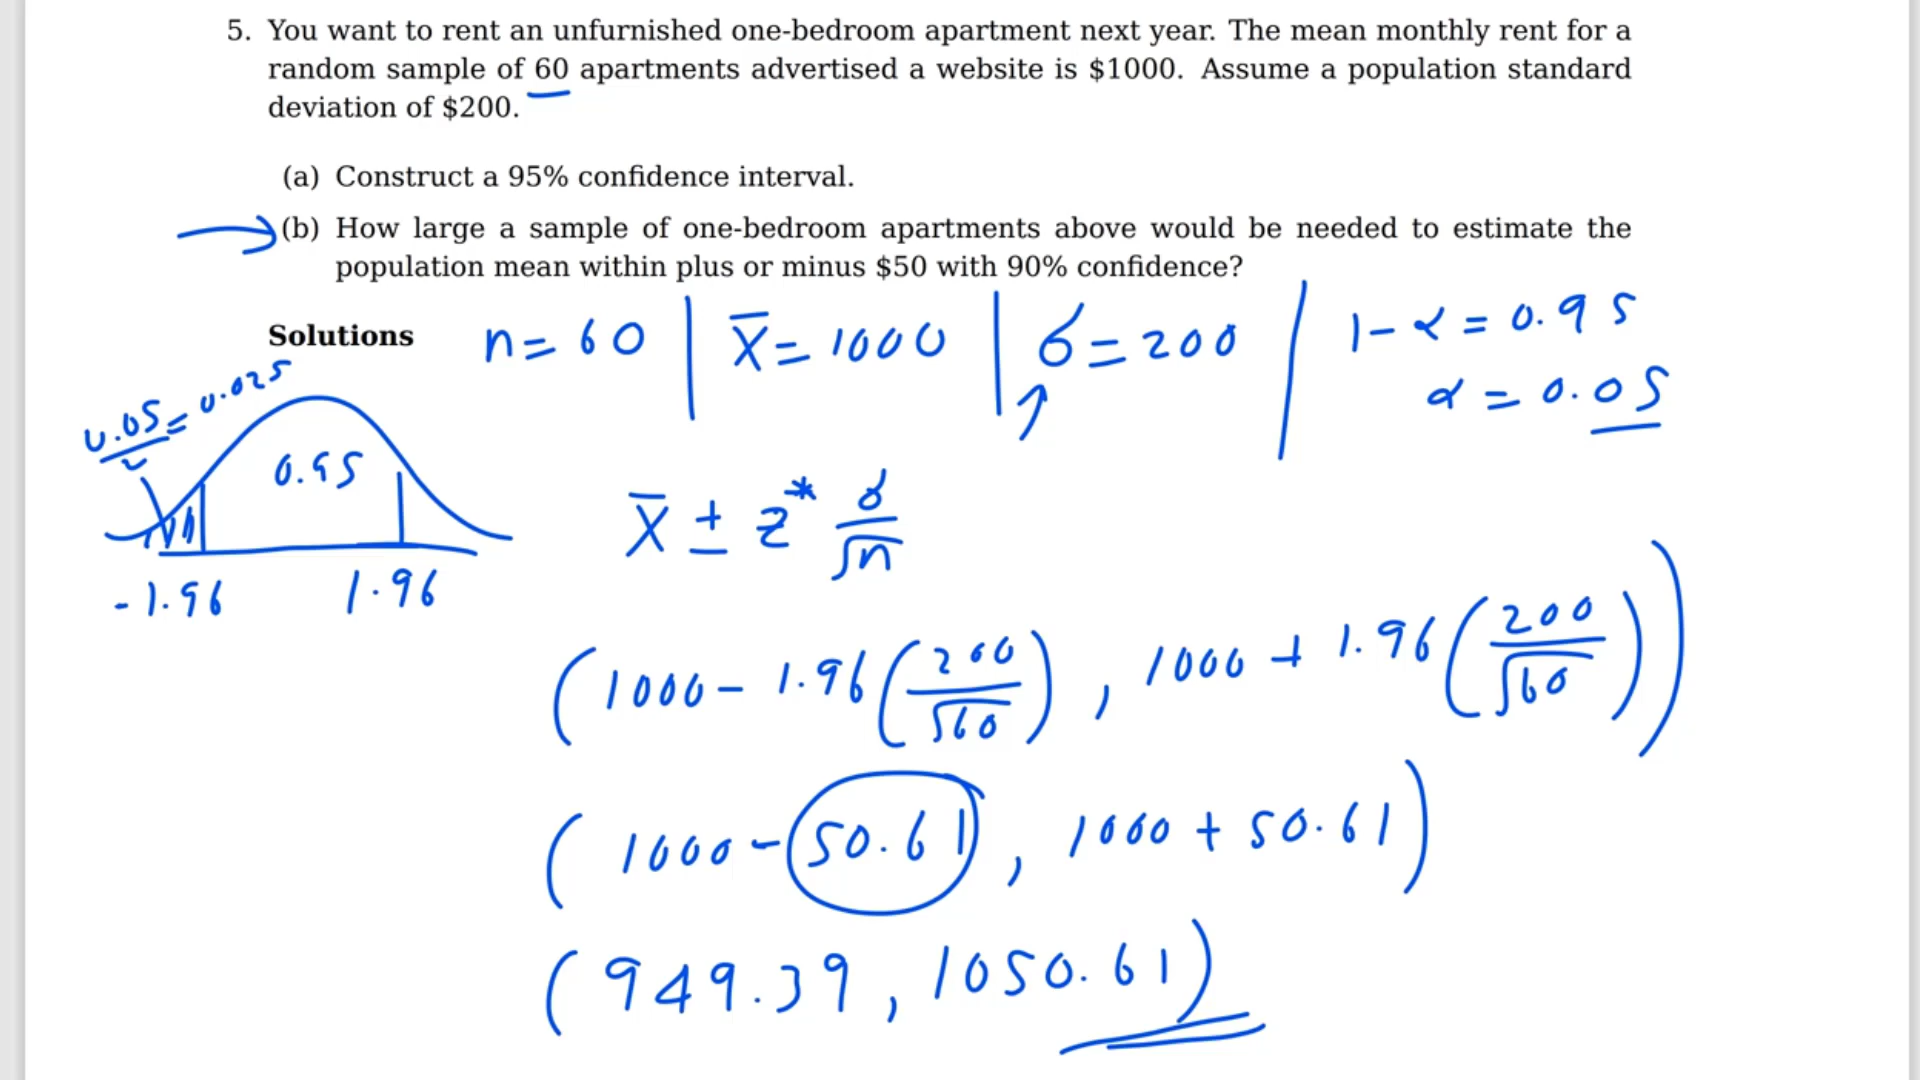 5. You want to rent an unfurnished one-bedroom apartment next year. The mean monthly rent for a
random sample of 60 apartments advertised a website is $1000. Assume a population standard
deviation of $200.
(a) Construct a 95% confidence interval.
(b) How large a sample of one-bedroom apartments above would be needed to estimate the
population mean within plus or minus $50 with 90% confidence?
Solutions
n = 60 | x̄ = 1000 | σ = 200 | 1 - α = 0.95
α = 0.05
0.05/2 = 0.025
0.95
-1.96 1.96
x̄ ± z* σ/√n
(1000 - 1.96(200/√60), 1000 + 1.96(200/√60))
(1000 - 50.61, 1000 + 50.61)
(949.39, 1050.61)